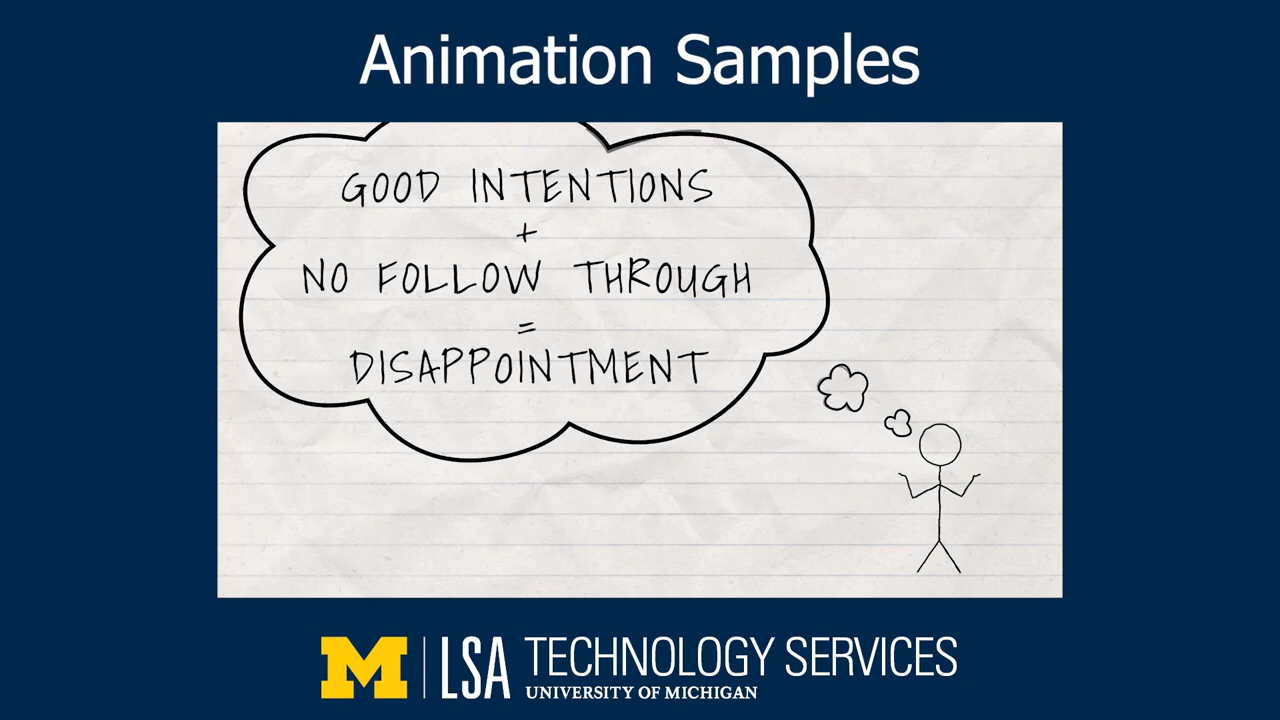 Animation Samples
GOOD INTENTIONS
+
NO FOLLOW THROUGH
=
DISAPPOINTMENT
M LSA TECHNOLOGY SERVICES
UNIVERSITY OF MICHIGAN